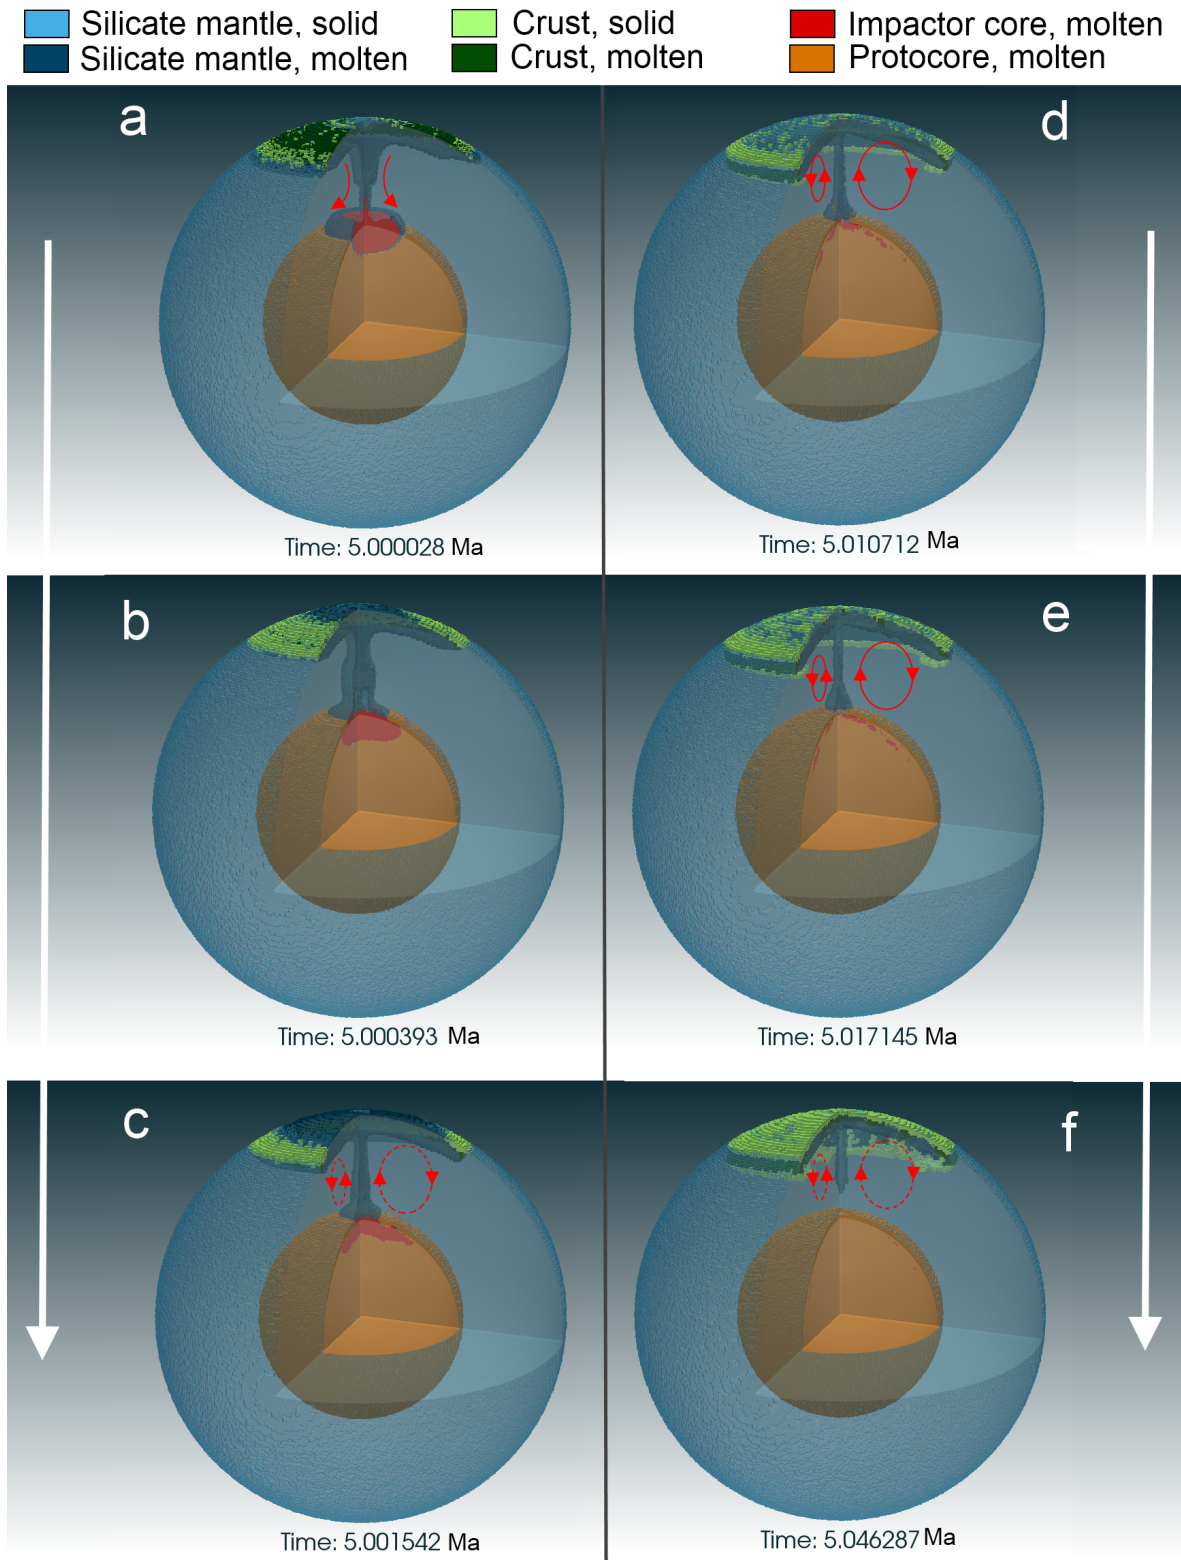 Silicate mantle, solid Crust, solid Impactor core, molten
Silicate mantle, molten Crust, molten Protocore, molten
a
Time: 5.000028 Ma
b
Time: 5.000393 Ma
c
Time: 5.001542 Ma
d
Time: 5.010712 Ma
e
Time: 5.017145 Ma
f
Time: 5.046287 Ma